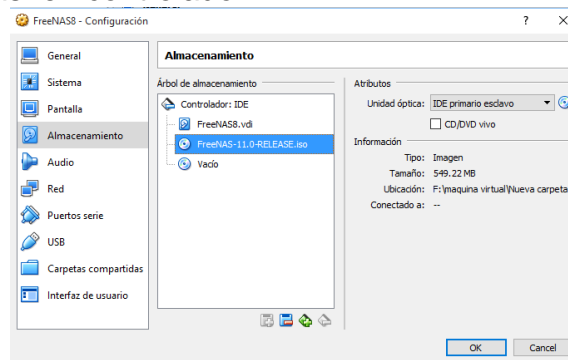 FreeNAS8 - Configuración
General
Sistema
Pantalla
Almacenamiento
Audio
Red
Puertos serie
USB
Carpetas compartidas
Interfaz de usuario
Almacenamiento
Árbol de almacenamiento
Controlador: IDE
FreeNAS8.vdi
FreeNAS-11.0-RELEASE.iso
Vacío
Atributos
Unidad óptica: IDE primario esclavo
CD/DVD vivo
Información
Tipo: Imagen
Tamaño: 549.22 MB
Ubicación: F:\maquina virtual\Nueva carpeta
Conectado a: --
OK Cancel